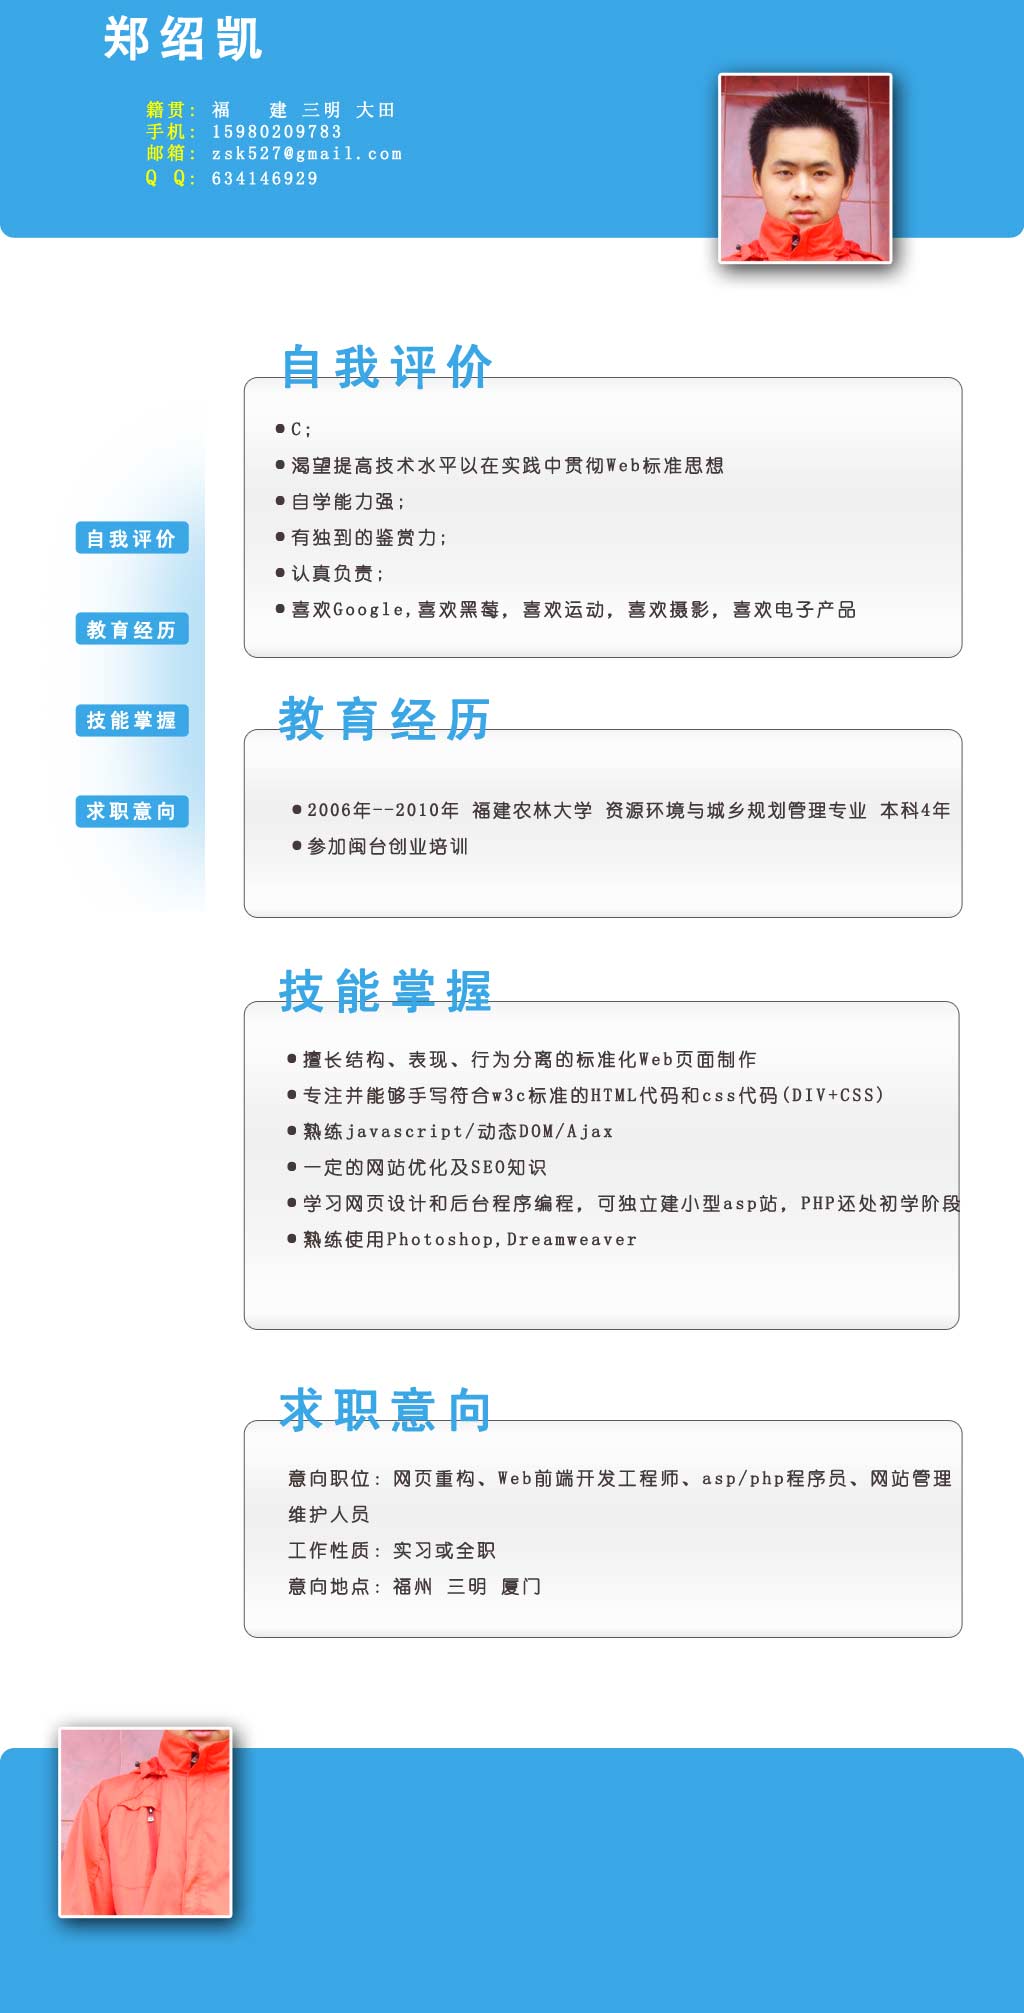 郑绍凯
籍贯: 福 建 三明 大田
手机: 15980209783
邮箱: zsk527@gmail.com
Q Q: 634146929
自我评价
教育经历
技能掌握
求职意向
自我评价
C;
渴望提高技术水平以在实践中贯彻Web标准思想
自学能力强;
有独到的鉴赏力;
认真负责;
喜欢Google,喜欢黑莓, 喜欢运动, 喜欢摄影, 喜欢电子产品
教育经历
2006年--2010年 福建农林大学 资源环境与城乡规划管理专业 本科4年
参加闽台创业培训
技能掌握
擅长结构、表现、行为分离的标准化Web页面制作
专注并能够手写符合w3c标准的HTML代码和css代码(DIV+CSS)
熟练javascript/动态DOM/Ajax
一定的网站优化及SEO知识
学习网页设计和后台程序编程, 可独立建小型asp站, PHP还处初学阶段
熟练使用Photoshop,Dreamweaver
求职意向
意向职位: 网页重构、Web前端开发工程师、asp/php程序员、网站管理
维护人员
工作性质: 实习或全职
意向地点: 福州 三明 厦门